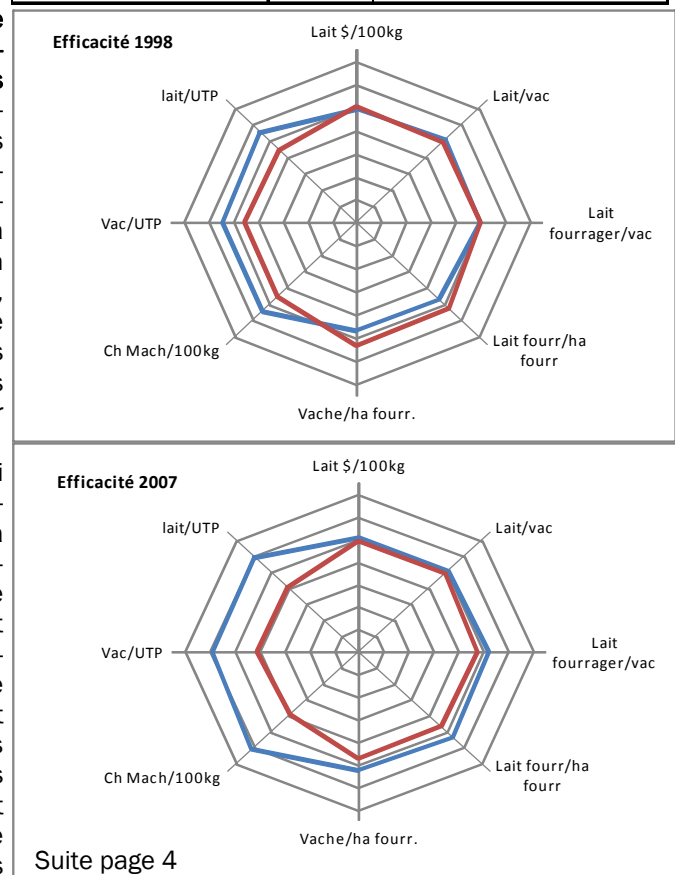 Efficacité 1998
Lait $/100kg
lait/UTP
Lait/vac
Vac/UTP
Lait
fourrager/vac
Ch Mach/100kg
Lait fourr/ha
fourr
Vache/ha fourr.
Efficacité 2007
Lait $/100kg
lait/UTP
Lait/vac
Vac/UTP
Lait
fourrager/vac
Ch Mach/100kg
Lait fourr/ha
fourr
Vache/ha fourr.
Suite page 4